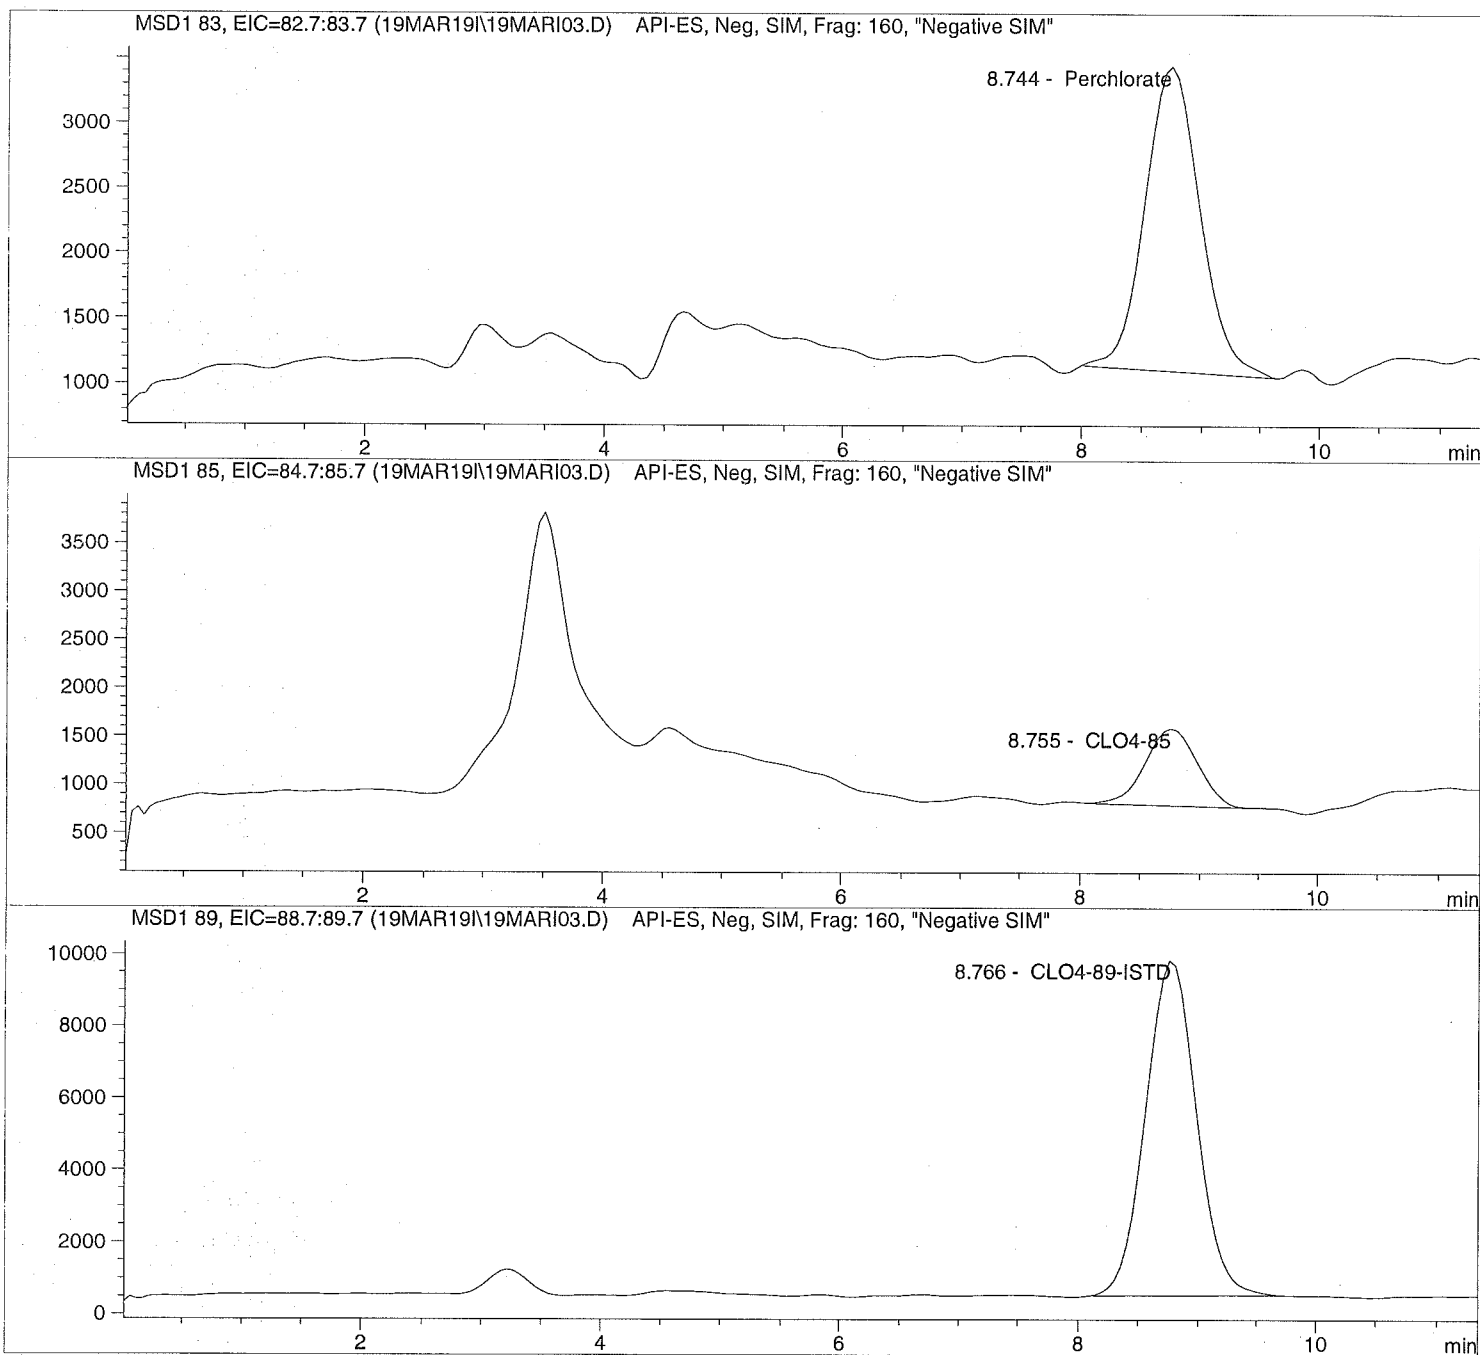 MSD1 83, EIC=82.7:83.7 (19MAR19I\19MARI03.D) API-ES, Neg, SIM, Frag: 160, "Negative SIM"
8.744 - Perchlorate
3000
2500
2000
1500
1000
2 4 6 8 10 min
MSD1 85, EIC=84.7:85.7 (19MAR19I\19MARI03.D) API-ES, Neg, SIM, Frag: 160, "Negative SIM"
3500
3000
2500
2000
1500
8.755 - CLO4-85
1000
500
2 4 6 8 10 min
MSD1 89, EIC=88.7:89.7 (19MAR19I\19MARI03.D) API-ES, Neg, SIM, Frag: 160, "Negative SIM"
10000
8.766 - CLO4-89-ISTD
8000
6000
4000
2000
0
2 4 6 8 10 min